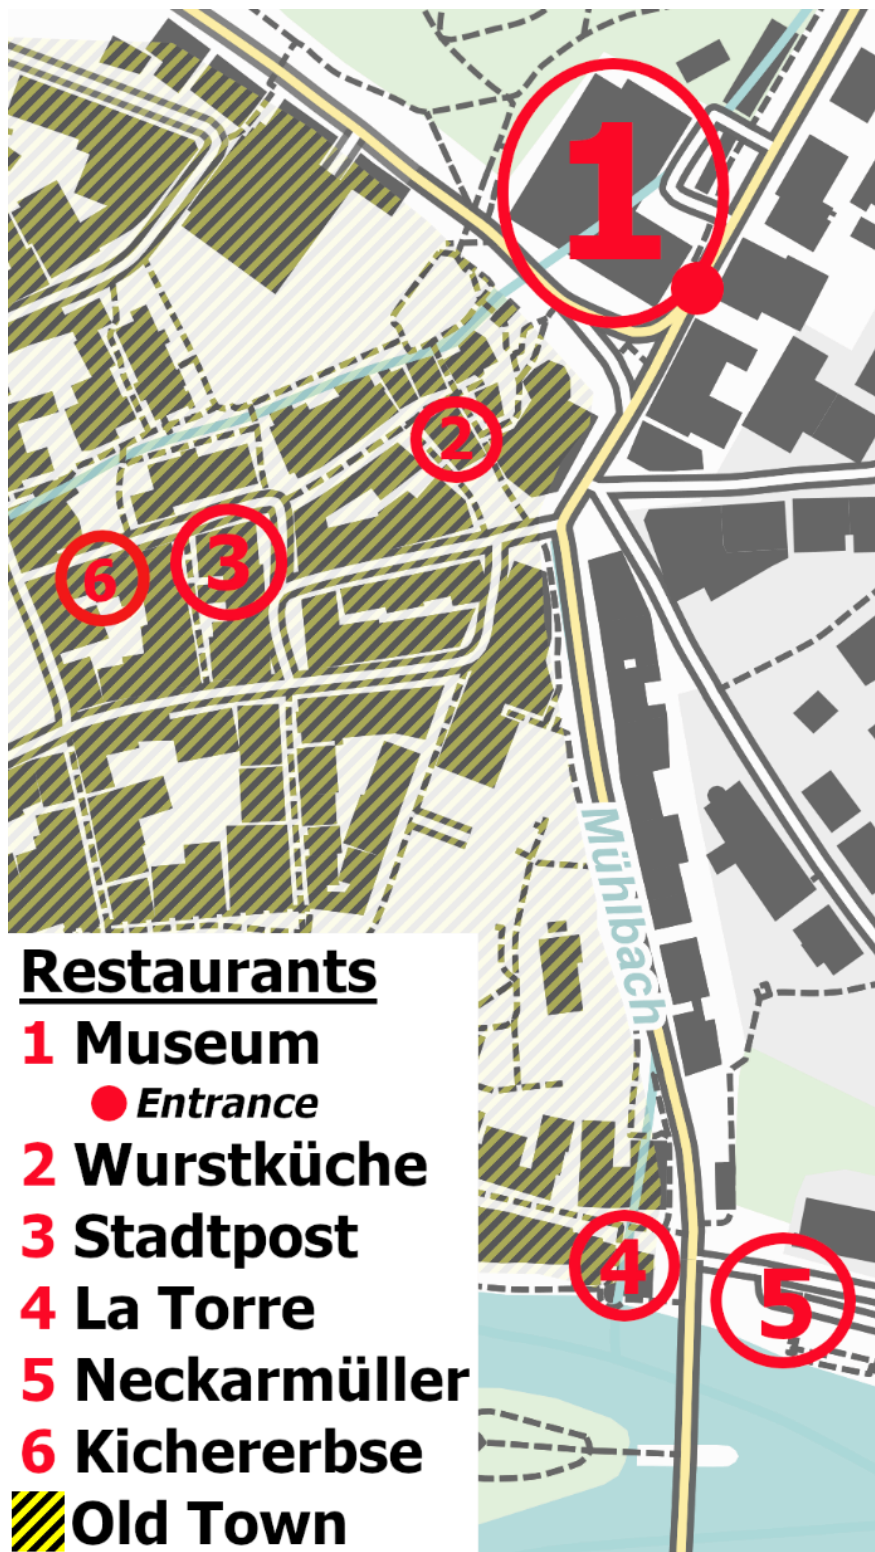 1
2
3
6
Mühlbach
4
5
Restaurants
1 Museum
Entrance
2 Wurstküche
3 Stadtpost
4 La Torre
5 Neckarmüller
6 Kichererbse
Old Town